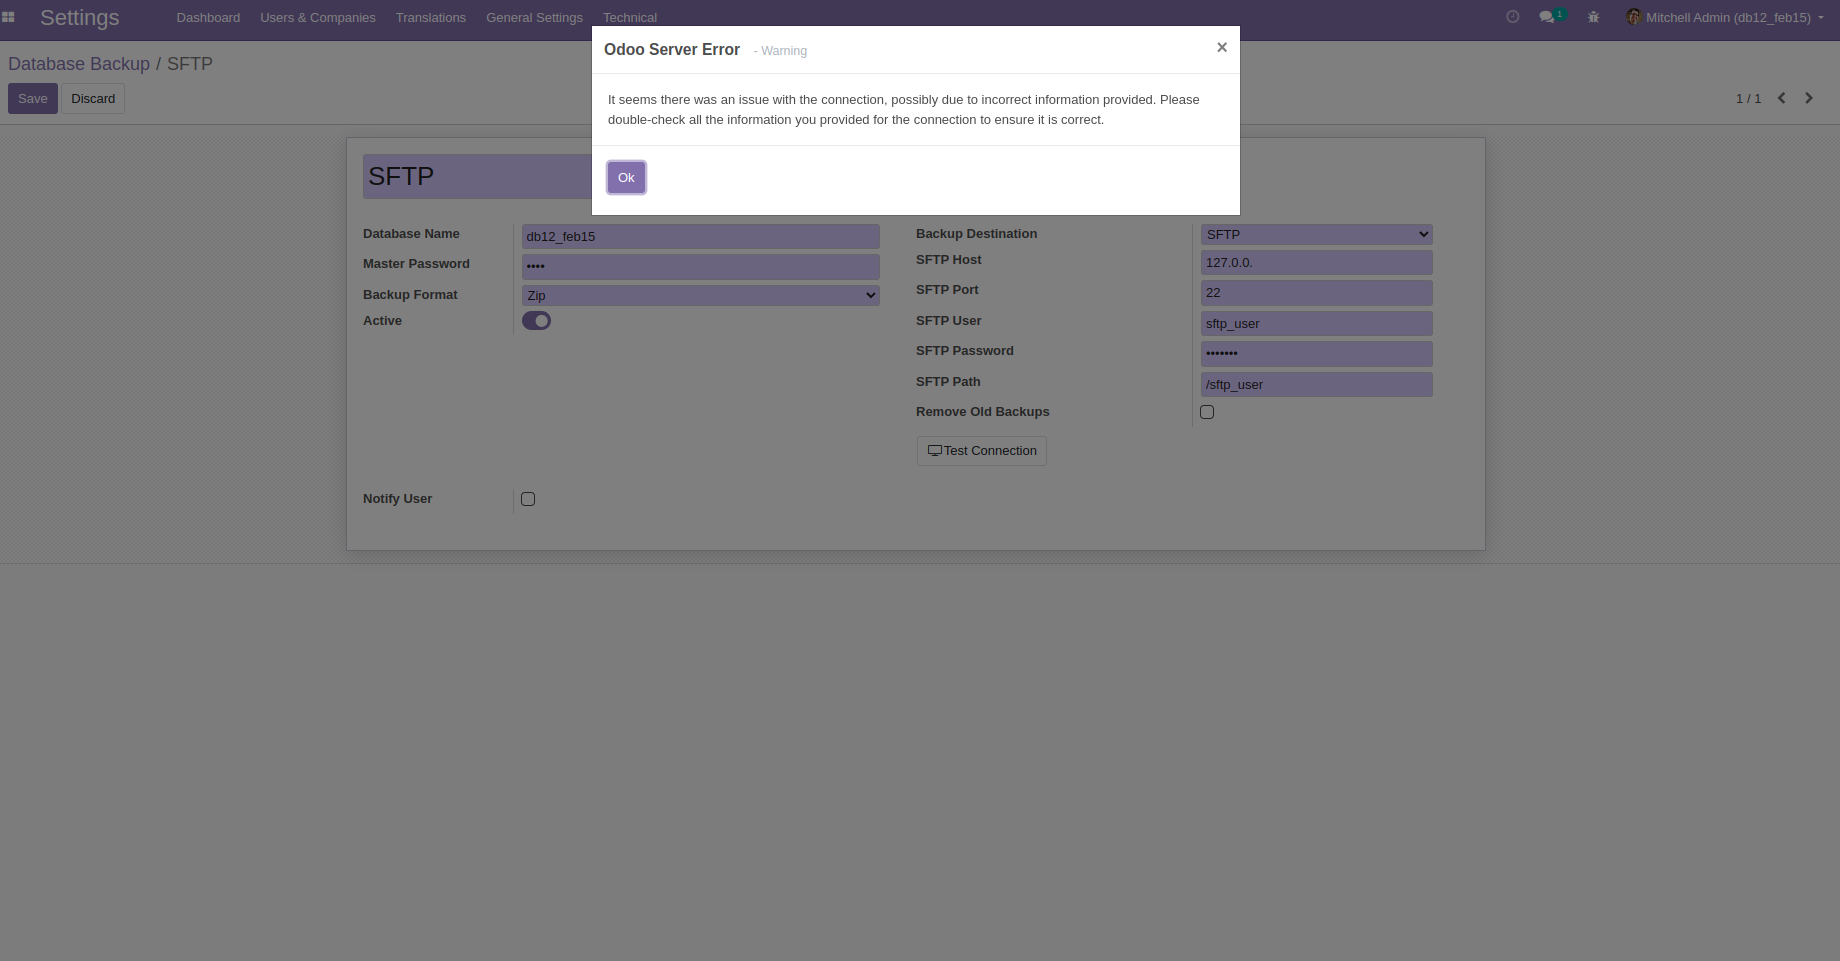 Settings Dashboard Users & Companies Translations General Settings Technical 1 Mitchell Admin (db12_feb15)
Odoo Server Error - Warning ×
Database Backup / SFTP
Save Discard
1 / 1
It seems there was an issue with the connection, possibly due to incorrect information provided. Please
double-check all the information you provided for the connection to ensure it is correct.
Ok
SFTP
Database Name db12_feb15
Master Password ••••
Backup Format Zip
Active
Backup Destination SFTP
SFTP Host 127.0.0.
SFTP Port 22
SFTP User sftp_user
SFTP Password •••••••
SFTP Path /sftp_user
Remove Old Backups
Test Connection
Notify User